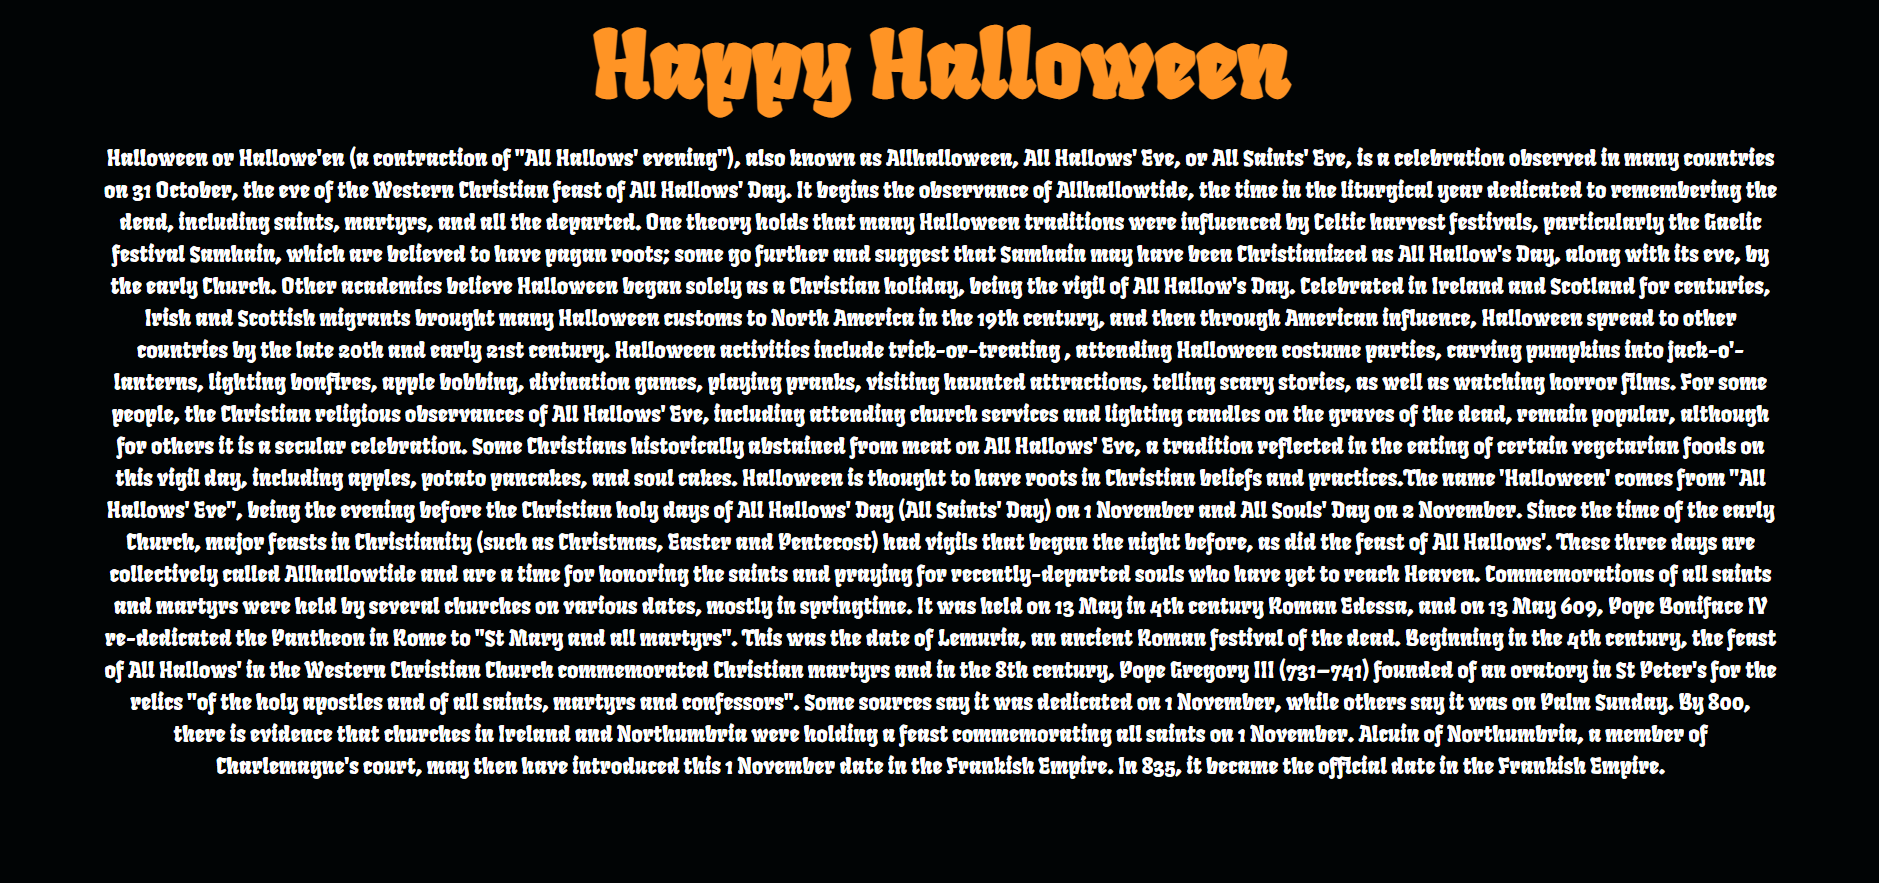 Happy Halloween
Halloween or Hallowe'en (a contraction of "All Hallows' evening"), also known as Allhalloween, All Hallows' Eve, or All Saints' Eve, is a celebration observed in many countries
on 31 October, the eve of the Western Christian feast of All Hallows' Day. It begins the observance of Allhallowtide, the time in the liturgical year dedicated to remembering the
dead, including saints, martyrs, and all the departed. One theory holds that many Halloween traditions were influenced by Celtic harvest festivals, particularly the Gaelic
festival Samhain, which are believed to have pagan roots; some go further and suggest that Samhain may have been Christianized as All Hallow's Day, along with its eve, by
the early Church. Other academics believe Halloween began solely as a Christian holiday, being the vigil of All Hallow's Day. Celebrated in Ireland and Scotland for centuries,
Irish and Scottish migrants brought many Halloween customs to North America in the 19th century, and then through American influence, Halloween spread to other
countries by the late 20th and early 21st century. Halloween activities include trick-or-treating , attending Halloween costume parties, carving pumpkins into jack-o'-
lanterns, lighting bonfires, apple bobbing, divination games, playing pranks, visiting haunted attractions, telling scary stories, as well as watching horror films. For some
people, the Christian religious observances of All Hallows' Eve, including attending church services and lighting candles on the graves of the dead, remain popular, although
for others it is a secular celebration. Some Christians historically abstained from meat on All Hallows' Eve, a tradition reflected in the eating of certain vegetarian foods on
this vigil day, including apples, potato pancakes, and soul cakes. Halloween is thought to have roots in Christian beliefs and practices.The name 'Halloween' comes from "All
Hallows' Eve", being the evening before the Christian holy days of All Hallows' Day (All Saints' Day) on 1 November and All Souls' Day on 2 November. Since the time of the early
Church, major feasts in Christianity (such as Christmas, Easter and Pentecost) had vigils that began the night before, as did the feast of All Hallows'. These three days are
collectively called Allhallowtide and are a time for honoring the saints and praying for recently-departed souls who have yet to reach Heaven. Commemorations of all saints
and martyrs were held by several churches on various dates, mostly in springtime. It was held on 13 May in 4th century Roman Edessa, and on 13 May 609, Pope Boniface IV
re-dedicated the Pantheon in Rome to "St Mary and all martyrs". This was the date of Lemuria, an ancient Roman festival of the dead. Beginning in the 4th century, the feast
of All Hallows' in the Western Christian Church commemorated Christian martyrs and in the 8th century, Pope Gregory III (731–741) founded of an oratory in St Peter's for the
relics "of the holy apostles and of all saints, martyrs and confessors". Some sources say it was dedicated on 1 November, while others say it was on Palm Sunday. By 800,
there is evidence that churches in Ireland and Northumbria were holding a feast commemorating all saints on 1 November. Alcuin of Northumbria, a member of
Charlemagne's court, may then have introduced this 1 November date in the Frankish Empire. In 835, it became the official date in the Frankish Empire.